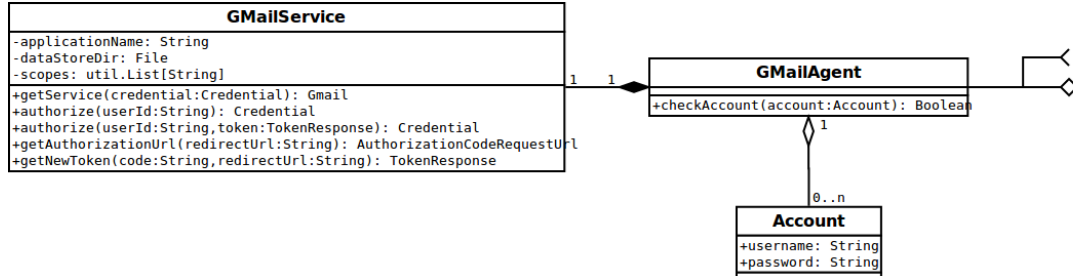 GMailService
-applicationName: String
-dataStoreDir: File
-scopes: util.List[String]
+getService(credential:Credential): Gmail
+authorize(userId:String): Credential
+authorize(userId:String,token:TokenResponse): Credential
+getAuthorizationUrl(redirectUrl:String): AuthorizationCodeRequestUrl
+getNewToken(code:String,redirectUrl:String): TokenResponse
1
1
GMailAgent
+checkAccount(account:Account): Boolean
1
0..n
Account
+username: String
+password: String